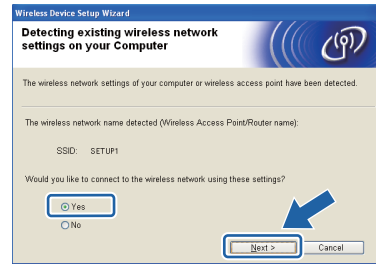 Wireless Device Setup Wizard
Detecting existing wireless network
settings on your Computer
The wireless network settings of your computer or wireless access point have been detected.
The wireless network name detected (Wireless Access Point/Router name):
SSID: SETUP1
Would you like to connect to the wireless network using these settings?
Yes
No
Next > Cancel